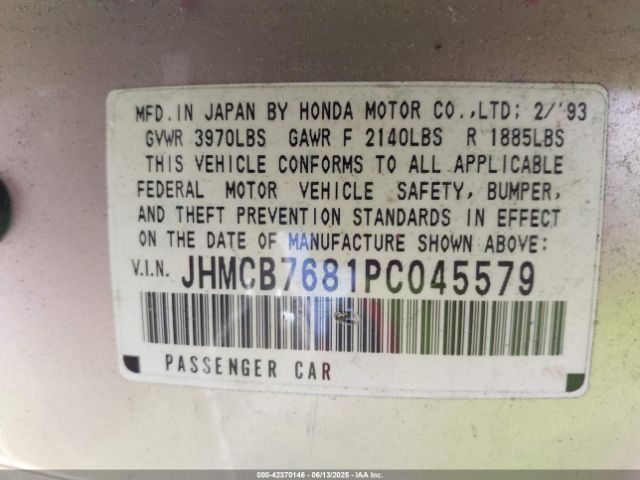 MFD. IN JAPAN BY HONDA MOTOR CO.,LTD: 2/'93
GVWR 3970LBS GAWR F 2140LBS R 1885LBS
THIS VEHICLE CONFORMS TO ALL APPLICABLE
FEDERAL MOTOR VEHICLE SAFETY, BUMPER,
AND THEFT PREVENTION STANDARDS IN EFFECT
ON THE DATE OF MANUFACTURE SHOWN ABOVE:
V.I.N. JHMCB7681PC045579
PASSENGER CAR
000-42370146 - 06/13/2025 - IAA Inc.